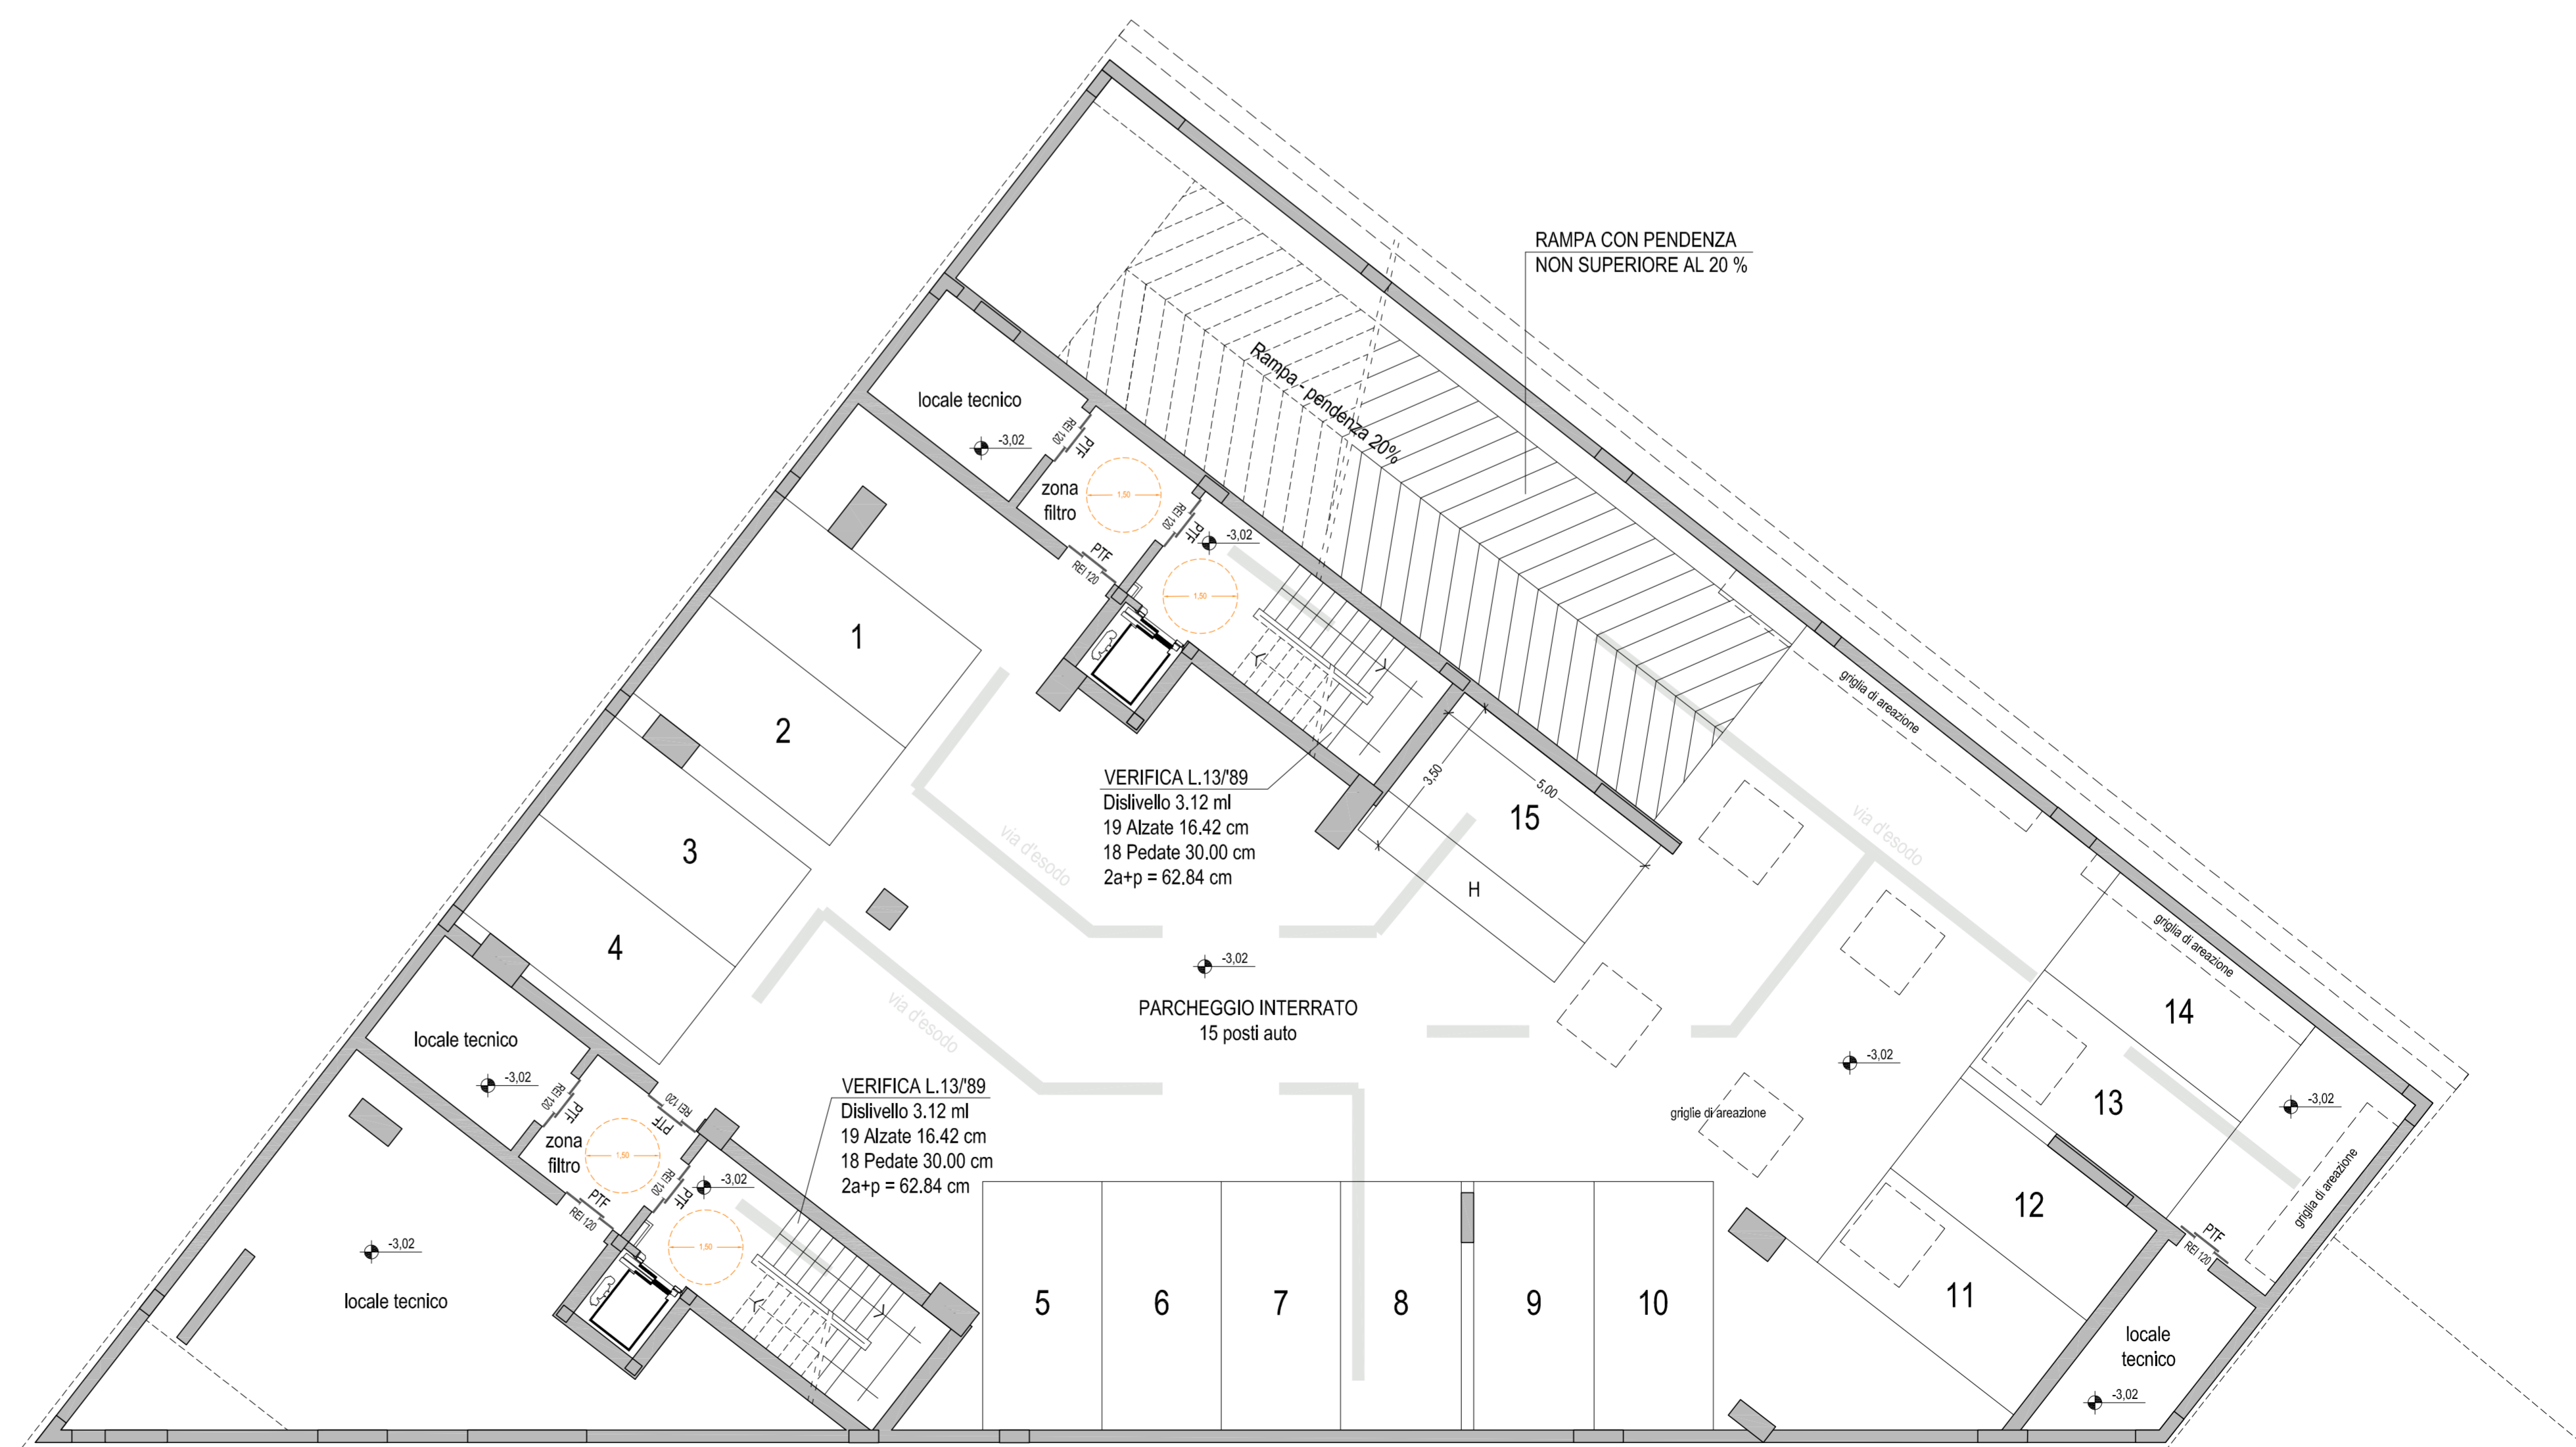 RAMPA CON PENDENZA
NON SUPERIORE AL 20 %
Rampa - pendenza 20%
locale tecnico
-3,02
REI 120
PTF
zona
filtro
1,50
REI 120
PTF
-3,02
PTF
REI 120
1,50
griglia di areazione
1
2
3
4
VERIFICA L.13/'89
Dislivello 3.12 ml
19 Alzate 16.42 cm
18 Pedate 30.00 cm
2a+p = 62.84 cm
3,50
5,00
15
H
via d'esodo
via d'esodo
via d'esodo
-3,02
PARCHEGGIO INTERRATO
15 posti auto
griglia di areazione
14
13
-3,02
-3,02
griglie di areazione
griglia di areazione
12
11
PTF
REI 120
locale
tecnico
-3,02
locale tecnico
-3,02
REI 120
PTF
REI 120
PTF
zona
filtro
1,50
REI 120
PTF
-3,02
PTF
REI 120
1,50
VERIFICA L.13/'89
Dislivello 3.12 ml
19 Alzate 16.42 cm
18 Pedate 30.00 cm
2a+p = 62.84 cm
-3,02
locale tecnico
5
6
7
8
9
10